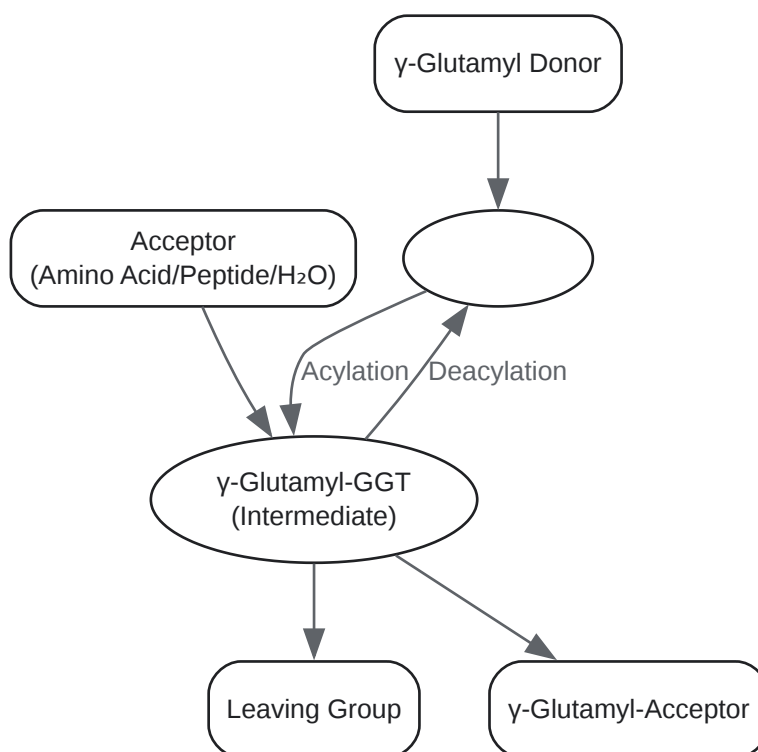 γ-Glutamyl Donor
Acceptor
(Amino Acid/Peptide/H₂O)
Acylation
Deacylation
γ-Glutamyl-GGT
(Intermediate)
Leaving Group
γ-Glutamyl-Acceptor